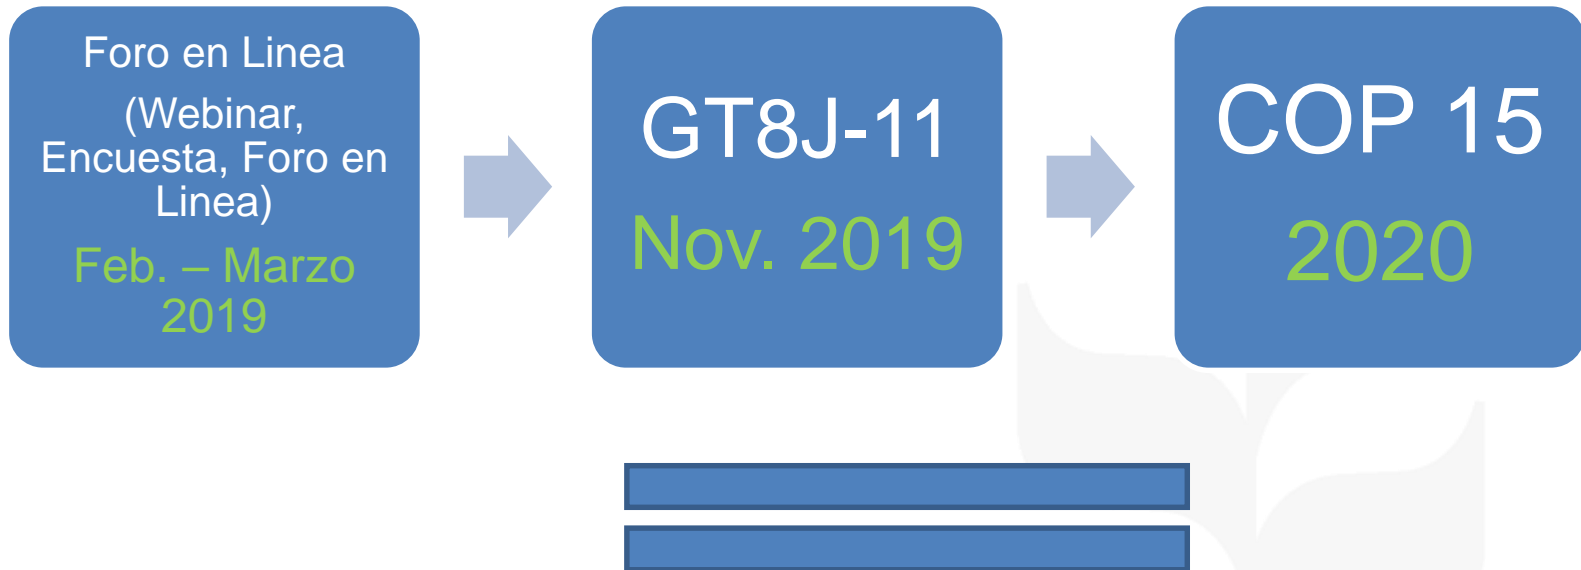 Foro en Linea
(Webinar,
Encuesta, Foro en
Linea)
Feb. – Marzo
2019
GT8J-11
Nov. 2019
COP 15
2020